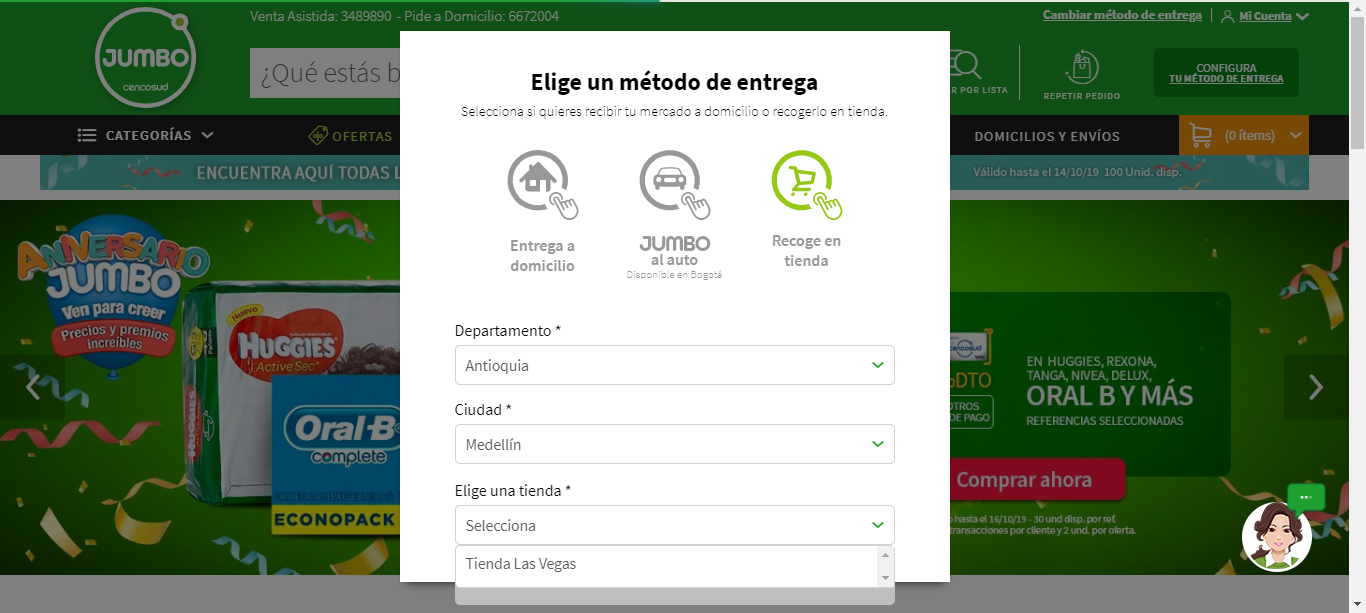 Venta Asistida: 3489890 - Pide a Domicilio: 6672004
Cambiar método de entrega
Mi Cuenta
JUMBO
cencosud
¿Qué estás b
R POR LISTA
REPETIR PEDIDO
CONFIGURA
TU MÉTODO DE ENTREGA
CATEGORÍAS
OFERTAS
DOMICILIOS Y ENVÍOS
(0 ítems)
ENCUENTRA AQUÍ TODAS L
Válido hasta el 14/10/19 100 Unid. disp.
Elige un método de entrega
Selecciona si quieres recibir tu mercado a domicilio o recogerlo en tienda.
Entrega a
domicilio
JUMBO
al auto
Disponible en Bogotá
Recoge en
tienda
Departamento *
Antioquia
Ciudad *
Medellín
Elige una tienda *
Selecciona
Tienda Las Vegas
ANIVERSARIO
JUMBO
Ven para creer
Precios y premios
increíbles
Nuevo
HUGGIES
Active Sec
HUGGIES
Oral-B
complete
ECONOPACK
cencosud
%DTO
OTROS
DE PAGO
EN HUGGIES, REXONA,
TANGA, NIVEA, DELUX,
ORAL B Y MÁS
REFERENCIAS SELECCIONADAS
Comprar ahora
hasta el 16/10/19 - 30 und disp. por ref.
transacciones por cliente y 2 und. por oferta.